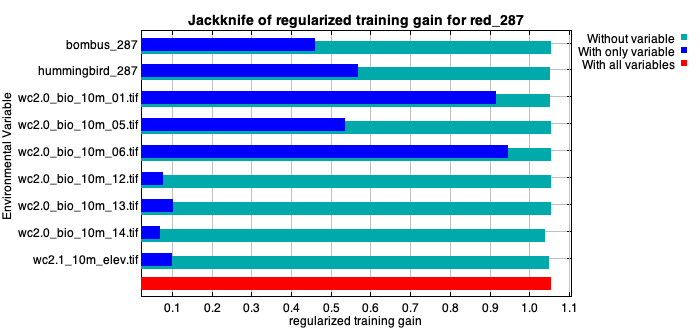 Jackknife of regularized training gain for red_287
Without variable
With only variable
With all variables
Environmental Variable
bombus_287
hummingbird_287
wc2.0_bio_10m_01.tif
wc2.0_bio_10m_05.tif
wc2.0_bio_10m_06.tif
wc2.0_bio_10m_12.tif
wc2.0_bio_10m_13.tif
wc2.0_bio_10m_14.tif
wc2.1_10m_elev.tif
0.1 0.2 0.3 0.4 0.5 0.6 0.7 0.8 0.9 1.0 1.1
regularized training gain